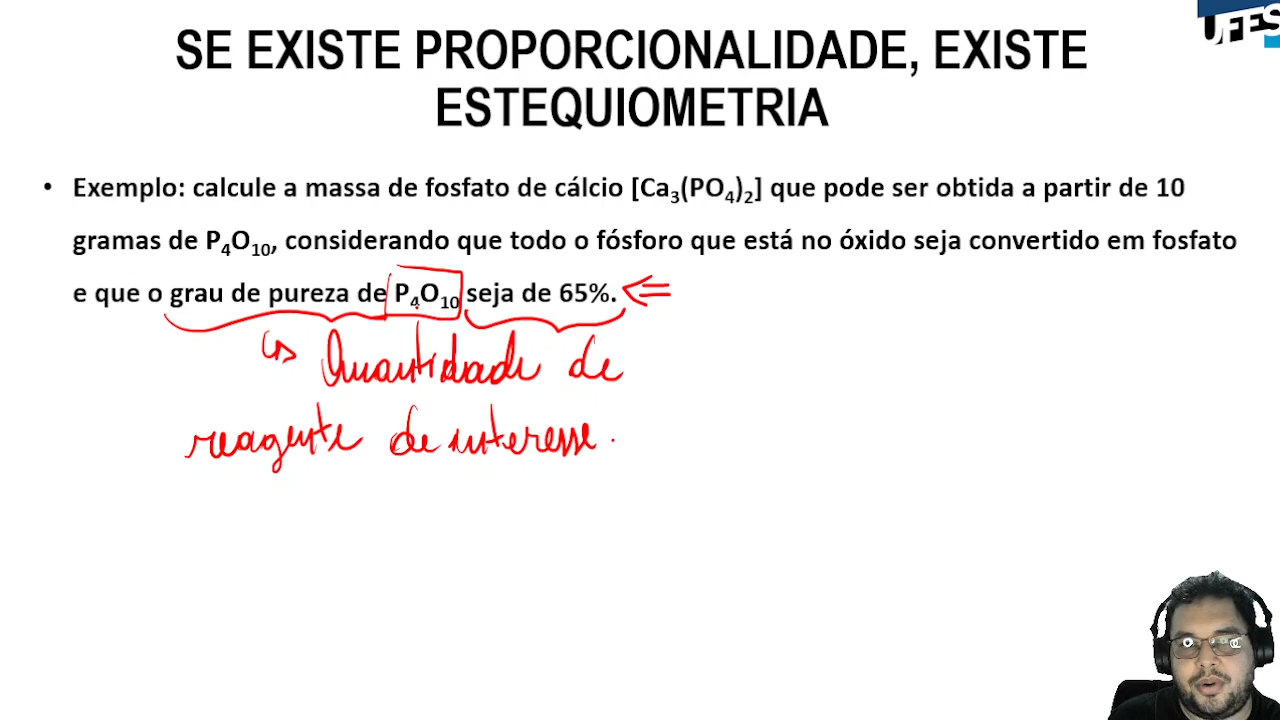 UFES
SE EXISTE PROPORCIONALIDADE, EXISTE
ESTEQUIOMETRIA
• Exemplo: calcule a massa de fosfato de cálcio [Ca₃(PO₄)₂] que pode ser obtida a partir de 10
gramas de P₄O₁₀, considerando que todo o fósforo que está no óxido seja convertido em fosfato
e que o grau de pureza de P₄O₁₀ seja de 65%.
Quantidade de
reagente de interesse.